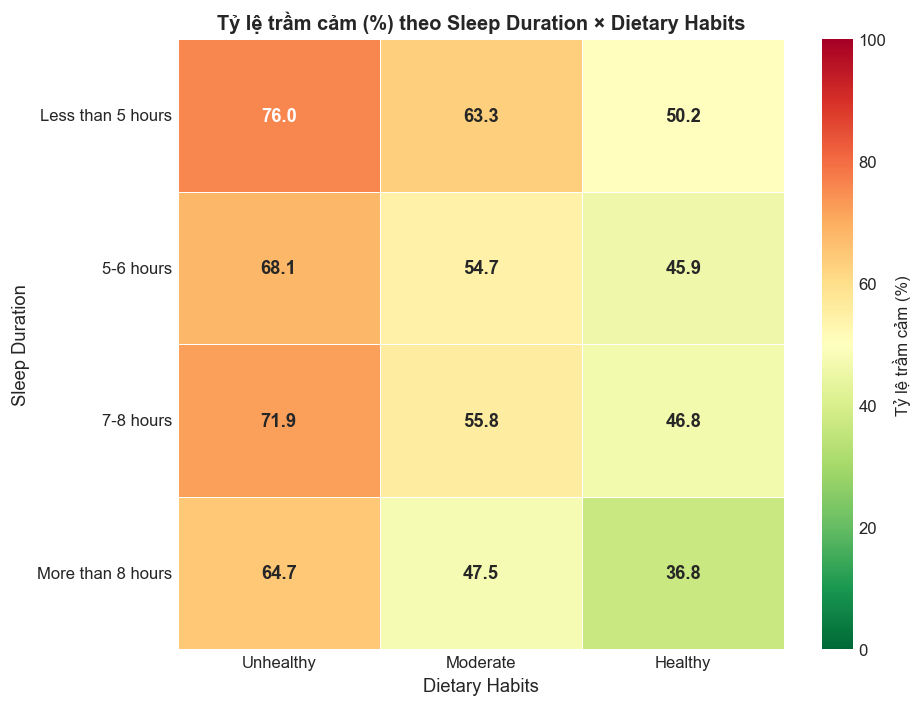 Tỷ lệ trầm cảm (%) theo Sleep Duration × Dietary Habits
Less than 5 hours
76.0
63.3
50.2
5-6 hours
68.1
54.7
45.9
7-8 hours
71.9
55.8
46.8
More than 8 hours
64.7
47.5
36.8
Unhealthy
Moderate
Healthy
Dietary Habits
Sleep Duration
100
80
60
40
20
0
Tỷ lệ trầm cảm (%)